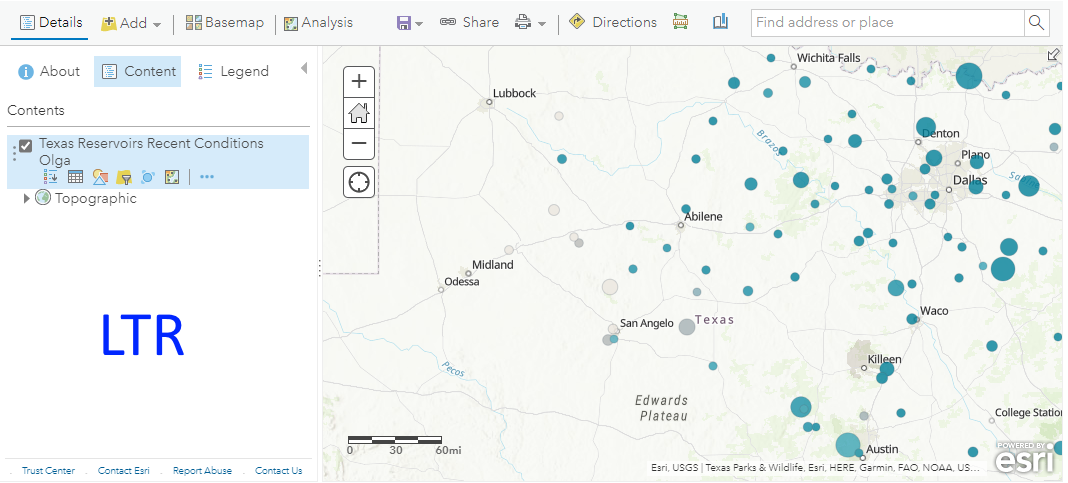 Details
Add
Basemap
Analysis
Share
Directions
Find address or place
About
Content
Legend
Contents
Texas Reservoirs Recent Conditions
Olga
Topographic
LTR
Trust Center
Contact Esri
Report Abuse
Contact Us
Wichita Falls
Lubbock
Brazos
Denton
Plano
Dallas
Abilene
Midland
Odessa
San Angelo
Texas
Waco
Pecos
Killeen
Edwards
Plateau
College Station
Austin
0 30 60mi
Esri, USGS | Texas Parks & Wildlife, Esri, HERE, Garmin, FAO, NOAA, US...
POWERED BY
esri